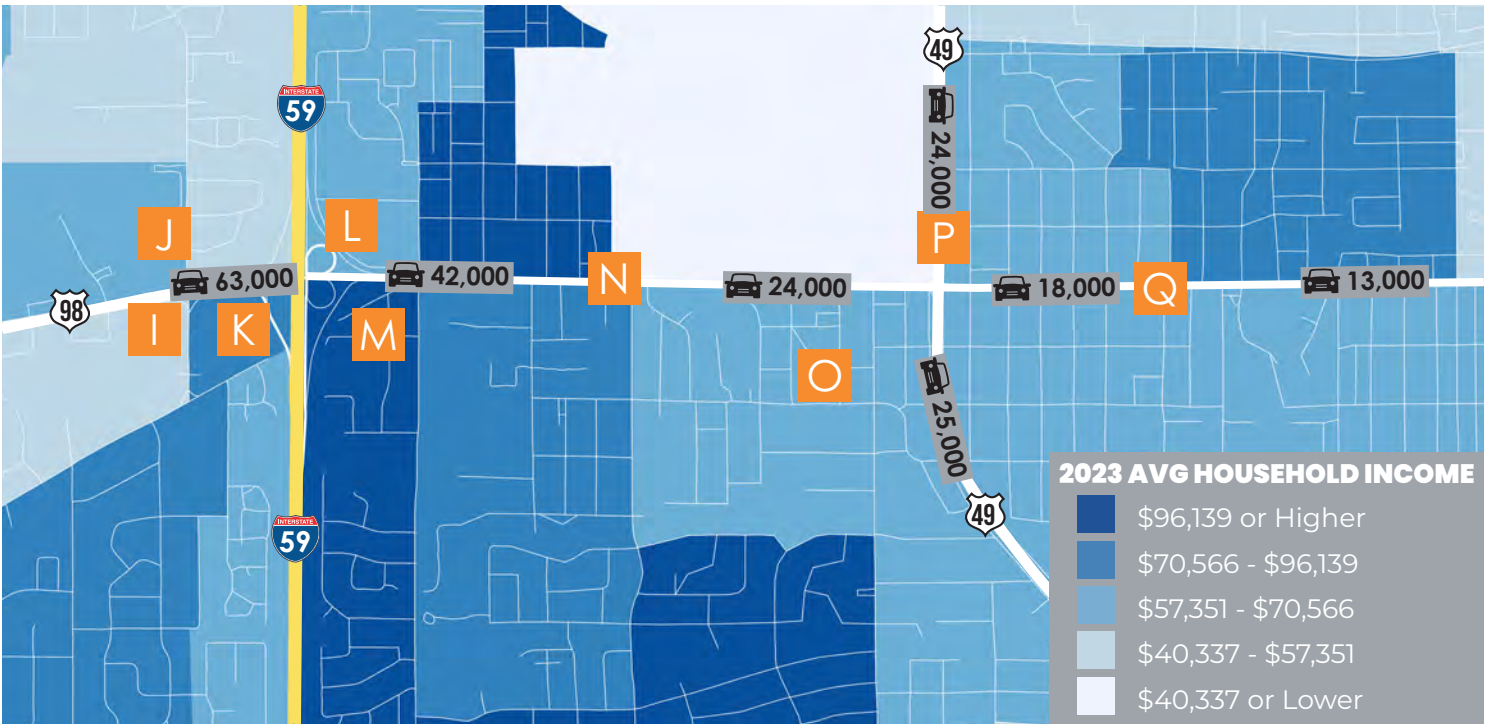 49
INTERSTATE
59
24,000
J
L
P
63,000
42,000
N
24,000
18,000
Q
13,000
98
I
K
M
O
25,000
2023 AVG HOUSEHOLD INCOME
$96,139 or Higher
$70,566 - $96,139
$57,351 - $70,566
$40,337 - $57,351
$40,337 or Lower
49
INTERSTATE
59